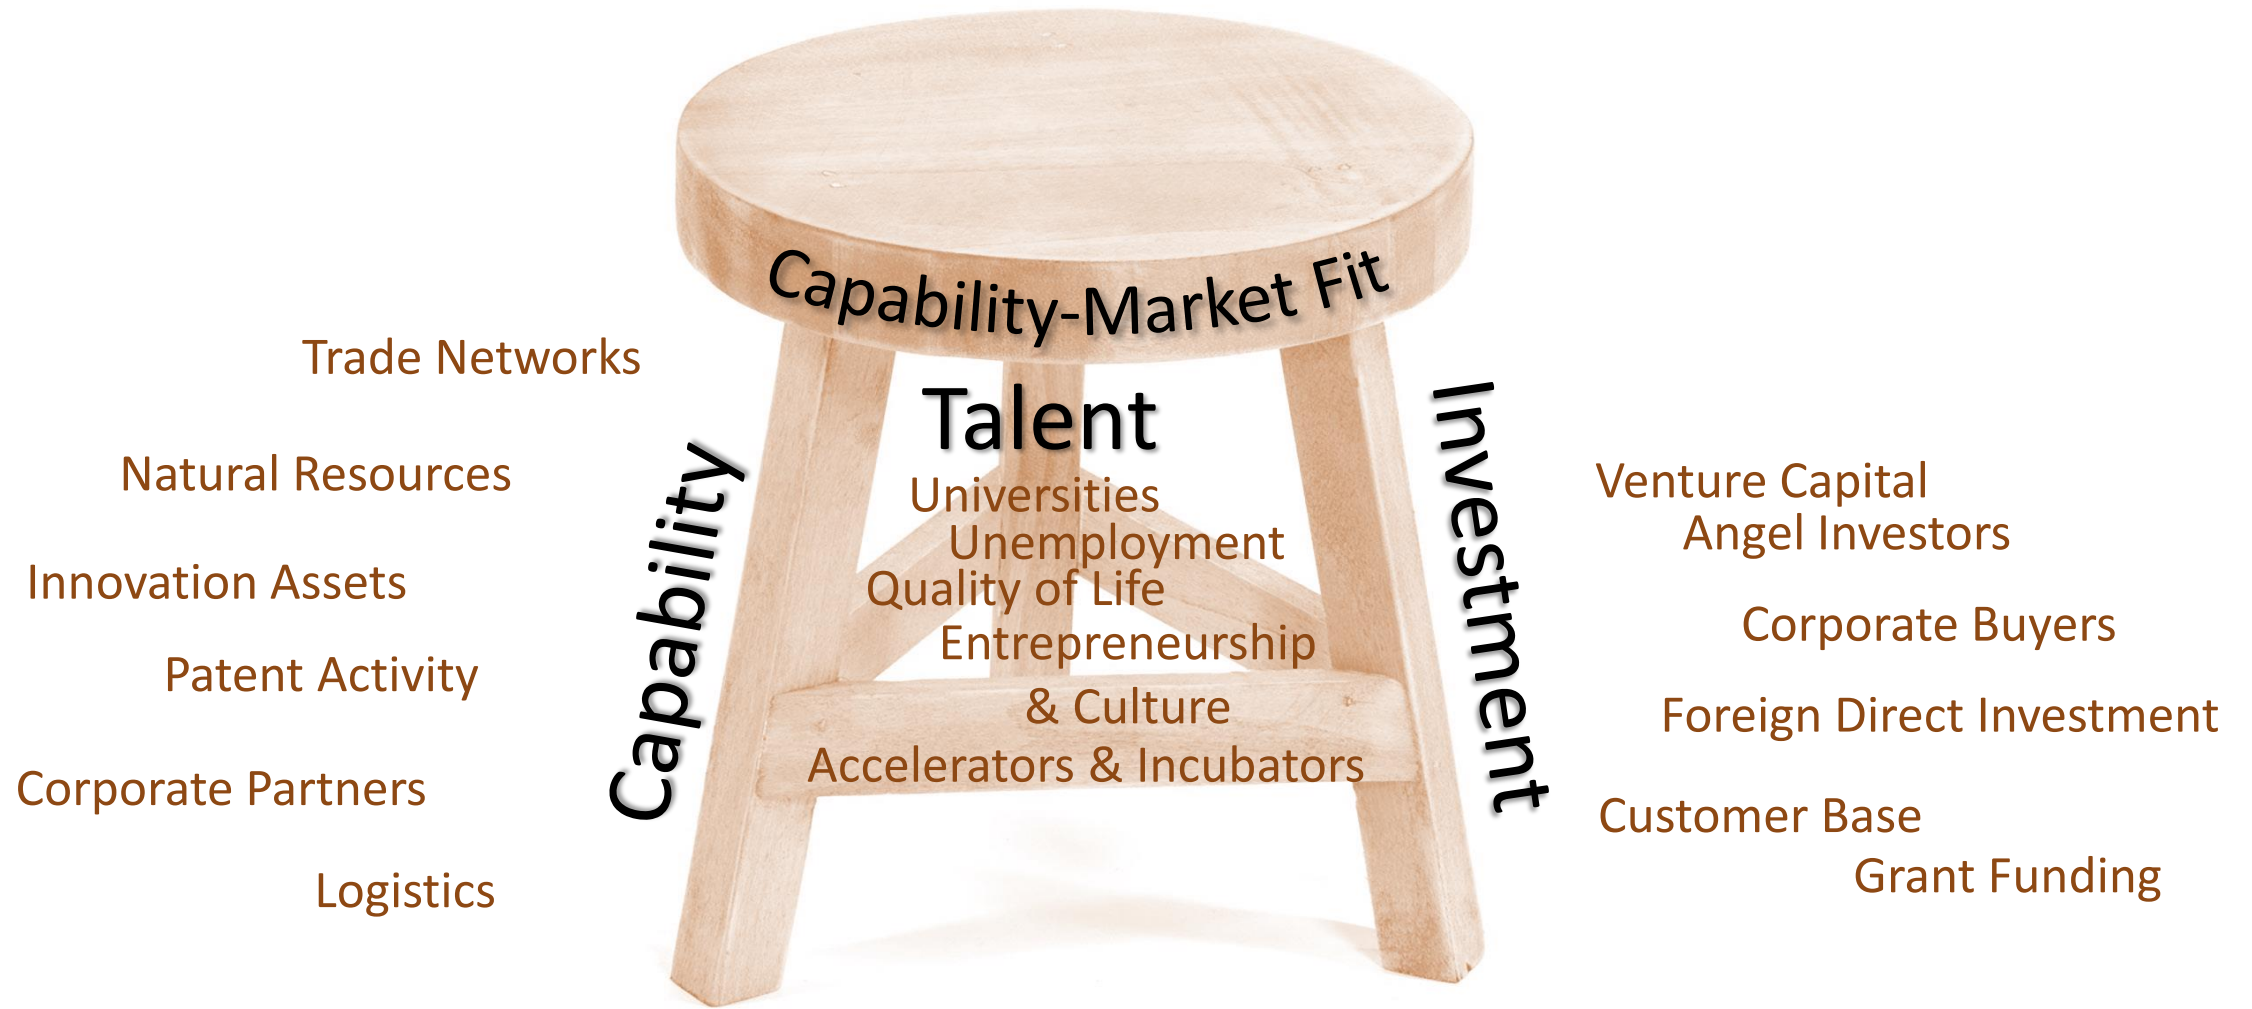 Capability-Market Fit
Capability
Trade Networks
Natural Resources
Innovation Assets
Patent Activity
Corporate Partners
Logistics
Talent
Universities
Unemployment
Quality of Life
Entrepreneurship
& Culture
Accelerators & Incubators
Investment
Venture Capital
Angel Investors
Corporate Buyers
Foreign Direct Investment
Customer Base
Grant Funding